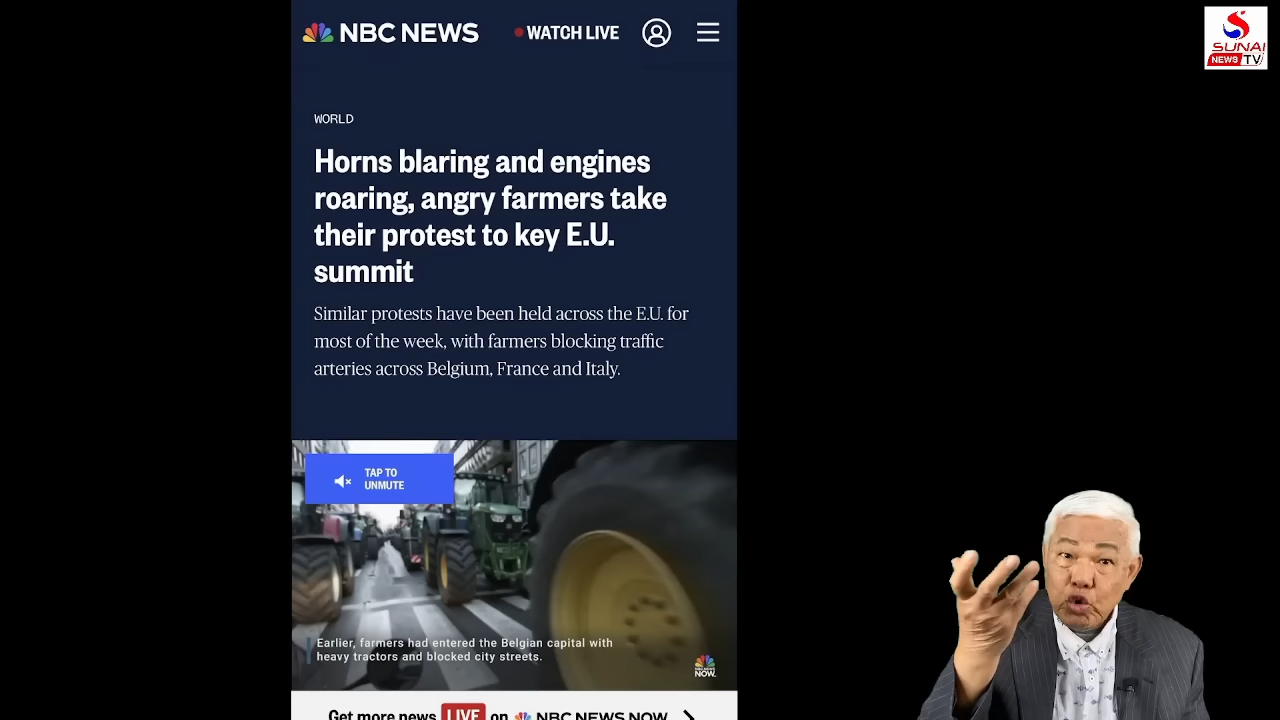 NBC NEWS
WATCH LIVE
SUNAI
NEWS TV
WORLD
Horns blaring and engines
roaring, angry farmers take
their protest to key E.U.
summit
Similar protests have been held across the E.U. for
most of the week, with farmers blocking traffic
arteries across Belgium, France and Italy.
TAP TO
UNMUTE
Earlier, farmers had entered the Belgian capital with
heavy tractors and blocked city streets.
NOW.
Get more news LIVE on NBC NEWS NOW